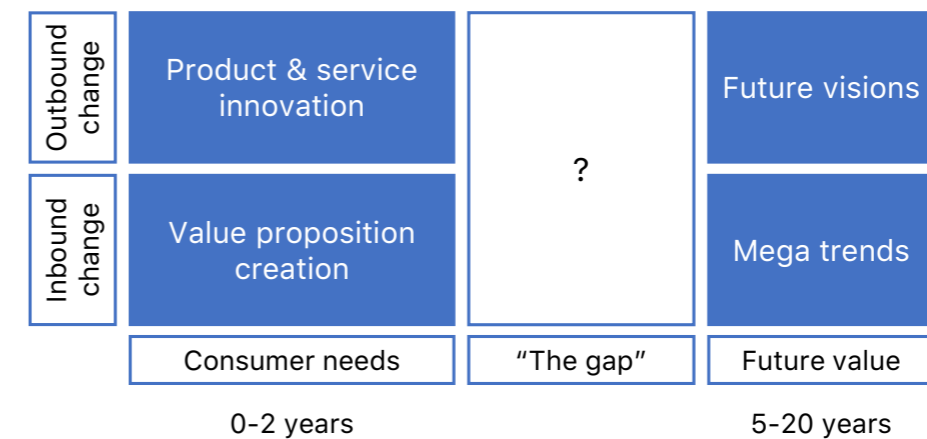 Outbound
change
Product & service
innovation
?
Future visions
Inbound
change
Value proposition
creation
Mega trends
Consumer needs
“The gap”
Future value
0-2 years
5-20 years